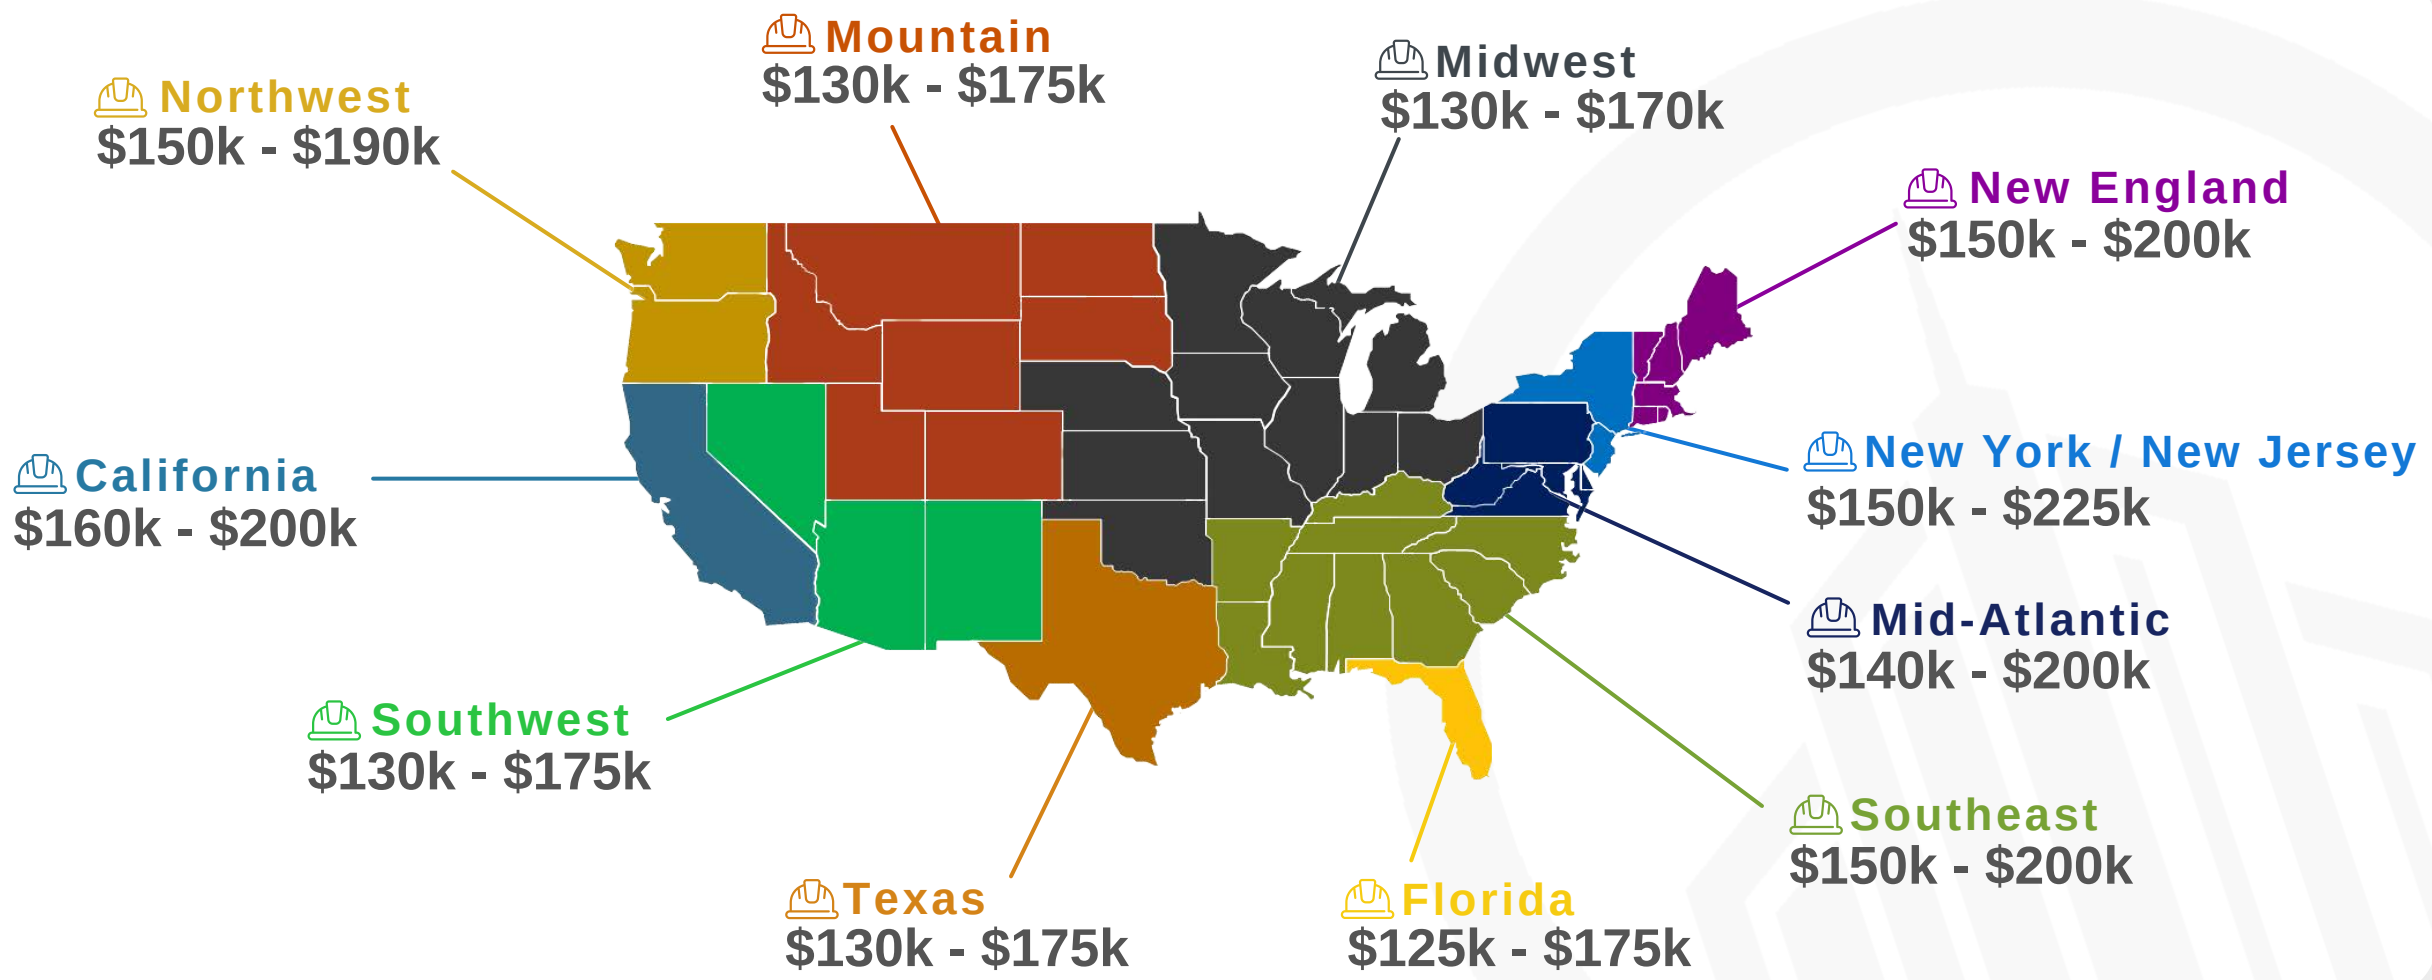 Mountain
$130k - $175k
Midwest
$130k - $170k
Northwest
$150k - $190k
New England
$150k - $200k
California
$160k - $200k
New York / New Jersey
$150k - $225k
Mid-Atlantic
$140k - $200k
Southwest
$130k - $175k
Southeast
$150k - $200k
Texas
$130k - $175k
Florida
$125k - $175k